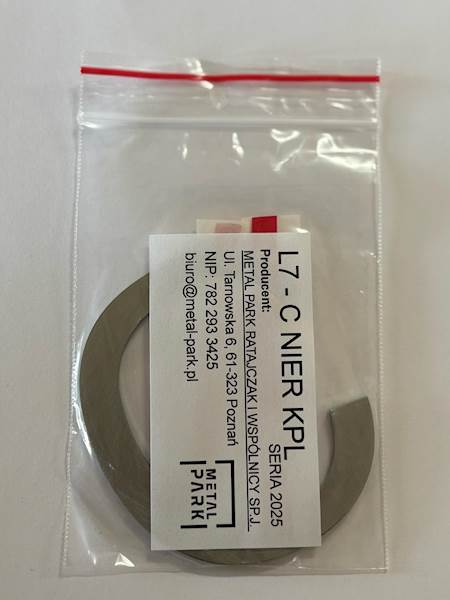 L7 - C NIER KPL
SERIA 2025
Producent:
METAL PARK RATAJCZAK I WSPÓLNICY SP.J.
Ul. Tarnowska 6, 61-323 Poznań
NIP: 782 293 3425
biuro@metal-park.pl
METAL
PARK